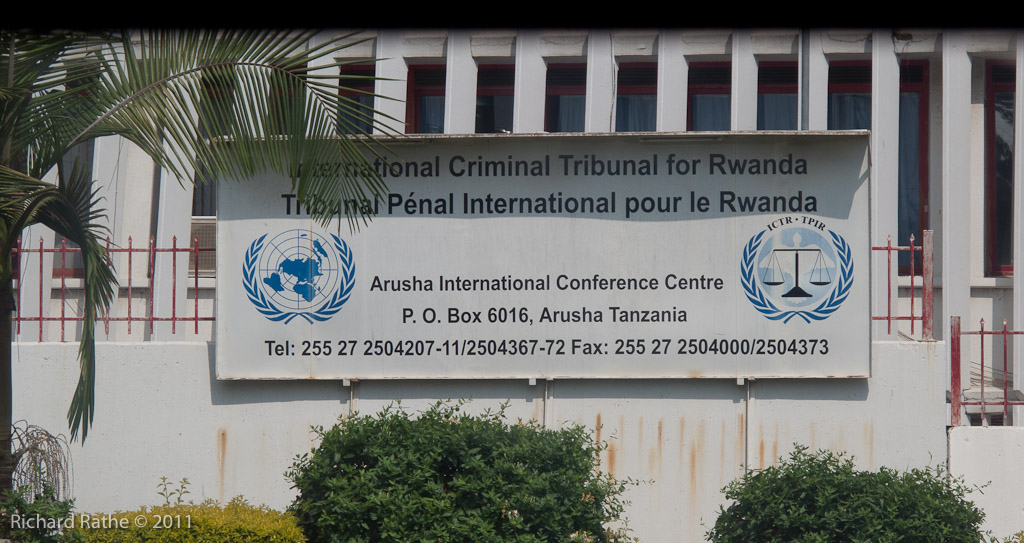 International Criminal Tribunal for Rwanda
Tribunal Pénal International pour le Rwanda
ICTR · TPIR
Arusha International Conference Centre
P. O. Box 6016, Arusha Tanzania
Tel: 255 27 2504207-11/2504367-72 Fax: 255 27 2504000/2504373
Richard Rathe © 2011